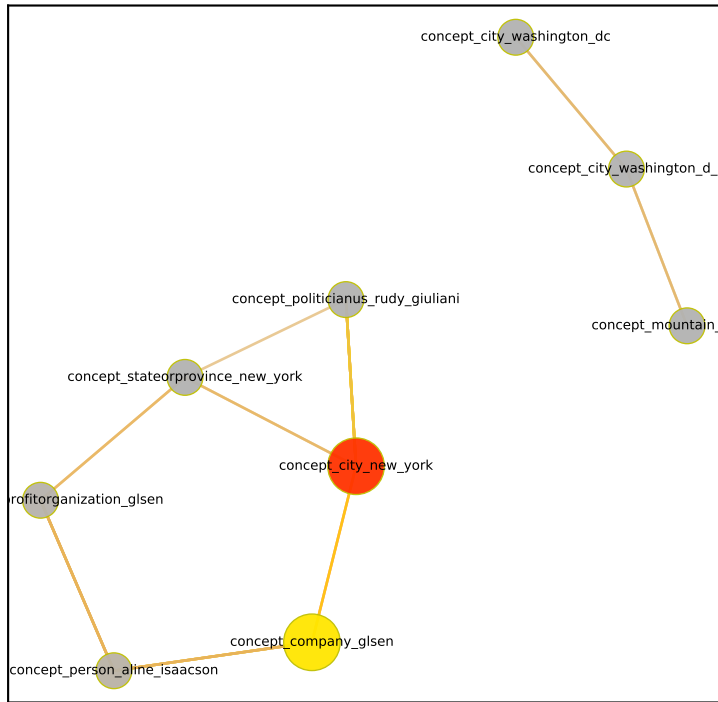 concept_city_washington_dc
concept_city_washington_d_
concept_politicianus_rudy_giuliani
concept_mountain_
concept_stateorprovince_new_york
concept_city_new_york
profitorganization_glsen
concept_company_glsen
concept_person_aline_isaacson